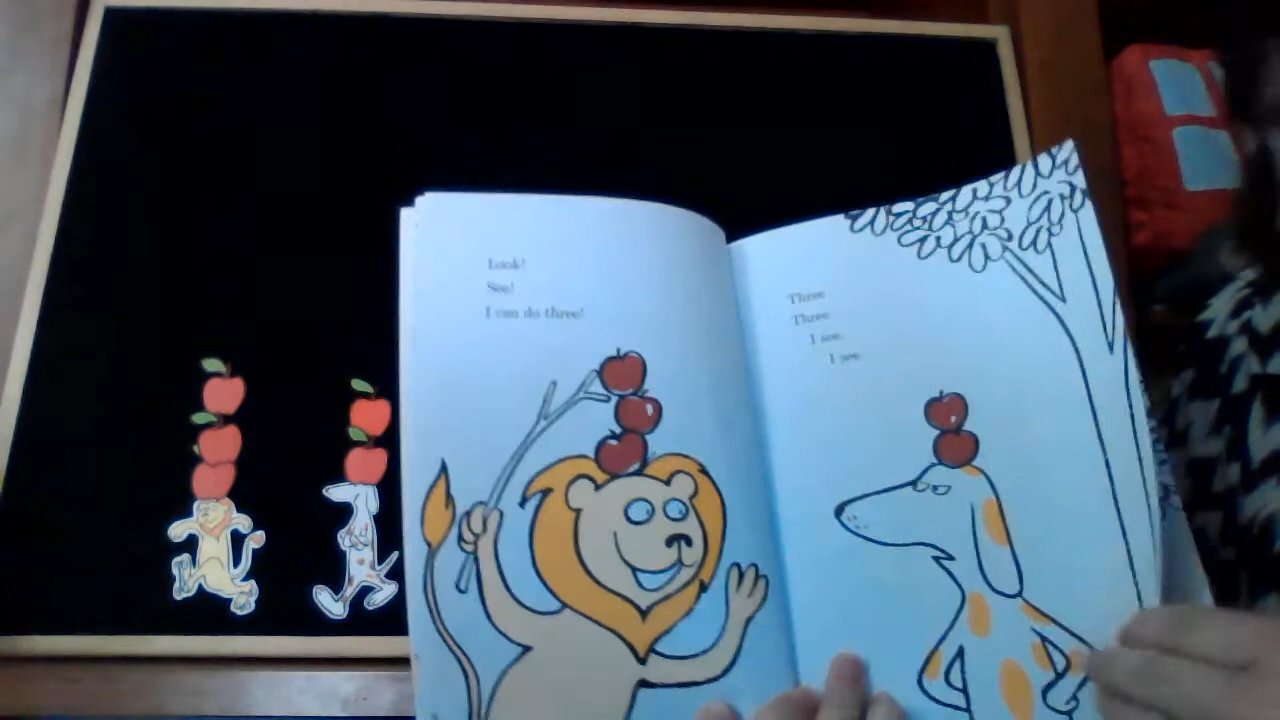 Look!
See!
I can do three!
Three
Three
I see.
I see.